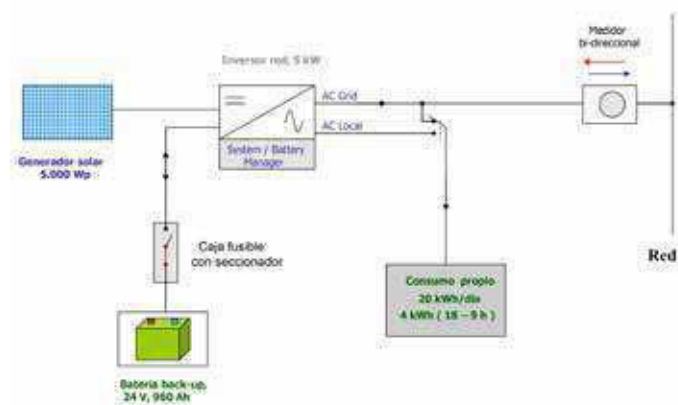 Medidor
bi-direccional
Inversor red, 5 kW
AC Grid
AC Local
System / Battery
Manager
Generador solar
5.000 Wp
Caja fusible
con seccionador
Red
Consumo propio
20 kWh/día
4 kWh ( 18 – 9 h )
Batería back-up,
24 V, 960 Ah